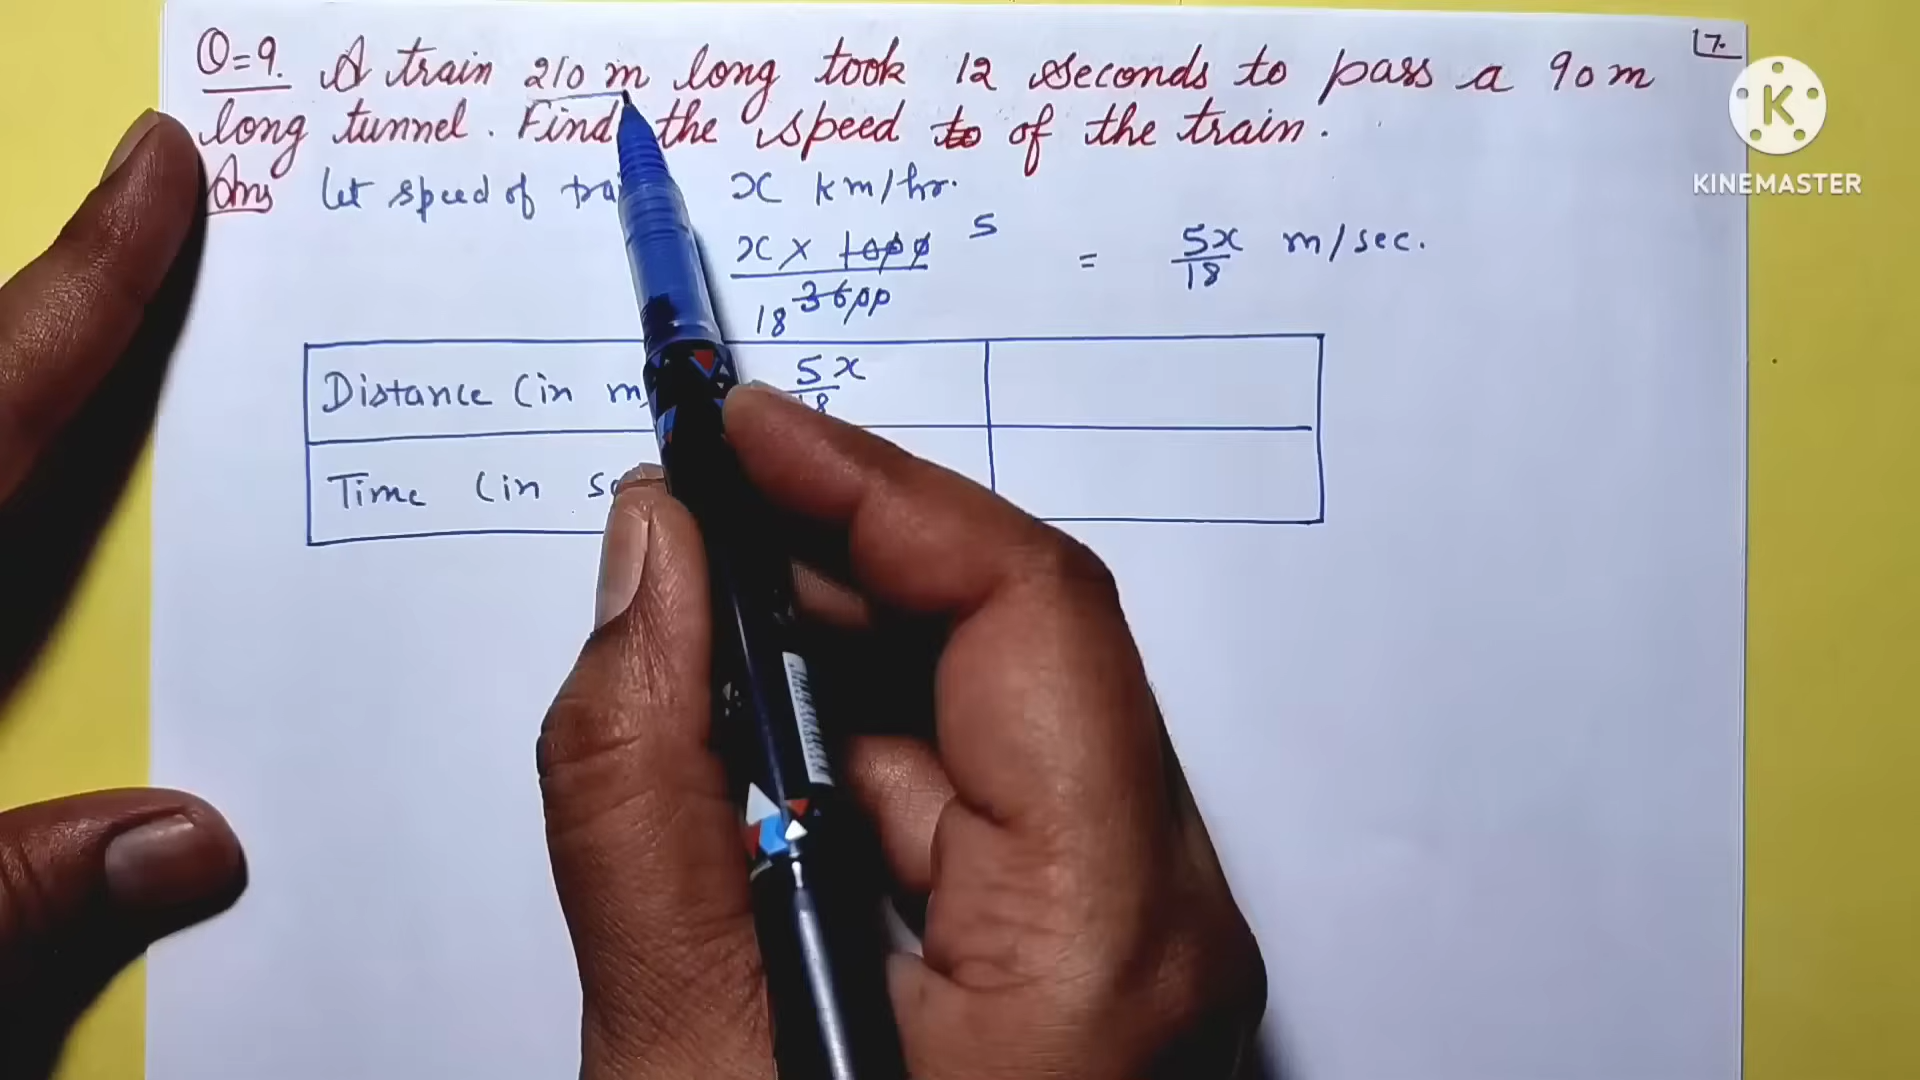 17.
Q=9. A train 210 m long took 12 seconds to pass a 90 m
long tunnel. Find the speed to of the train.
Ans let speed of x km/hr.
x × 1000 5 = 5x m/sec.
18 3600 18
Distance (in m 5x
18
Time (in
KINEMASTER